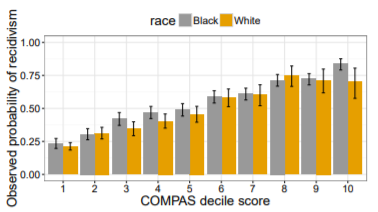 race Black White
Observed probability of recidivism
1.00
0.75
0.50
0.25
0.00
1 2 3 4 5 6 7 8 9 10
COMPAS decile score